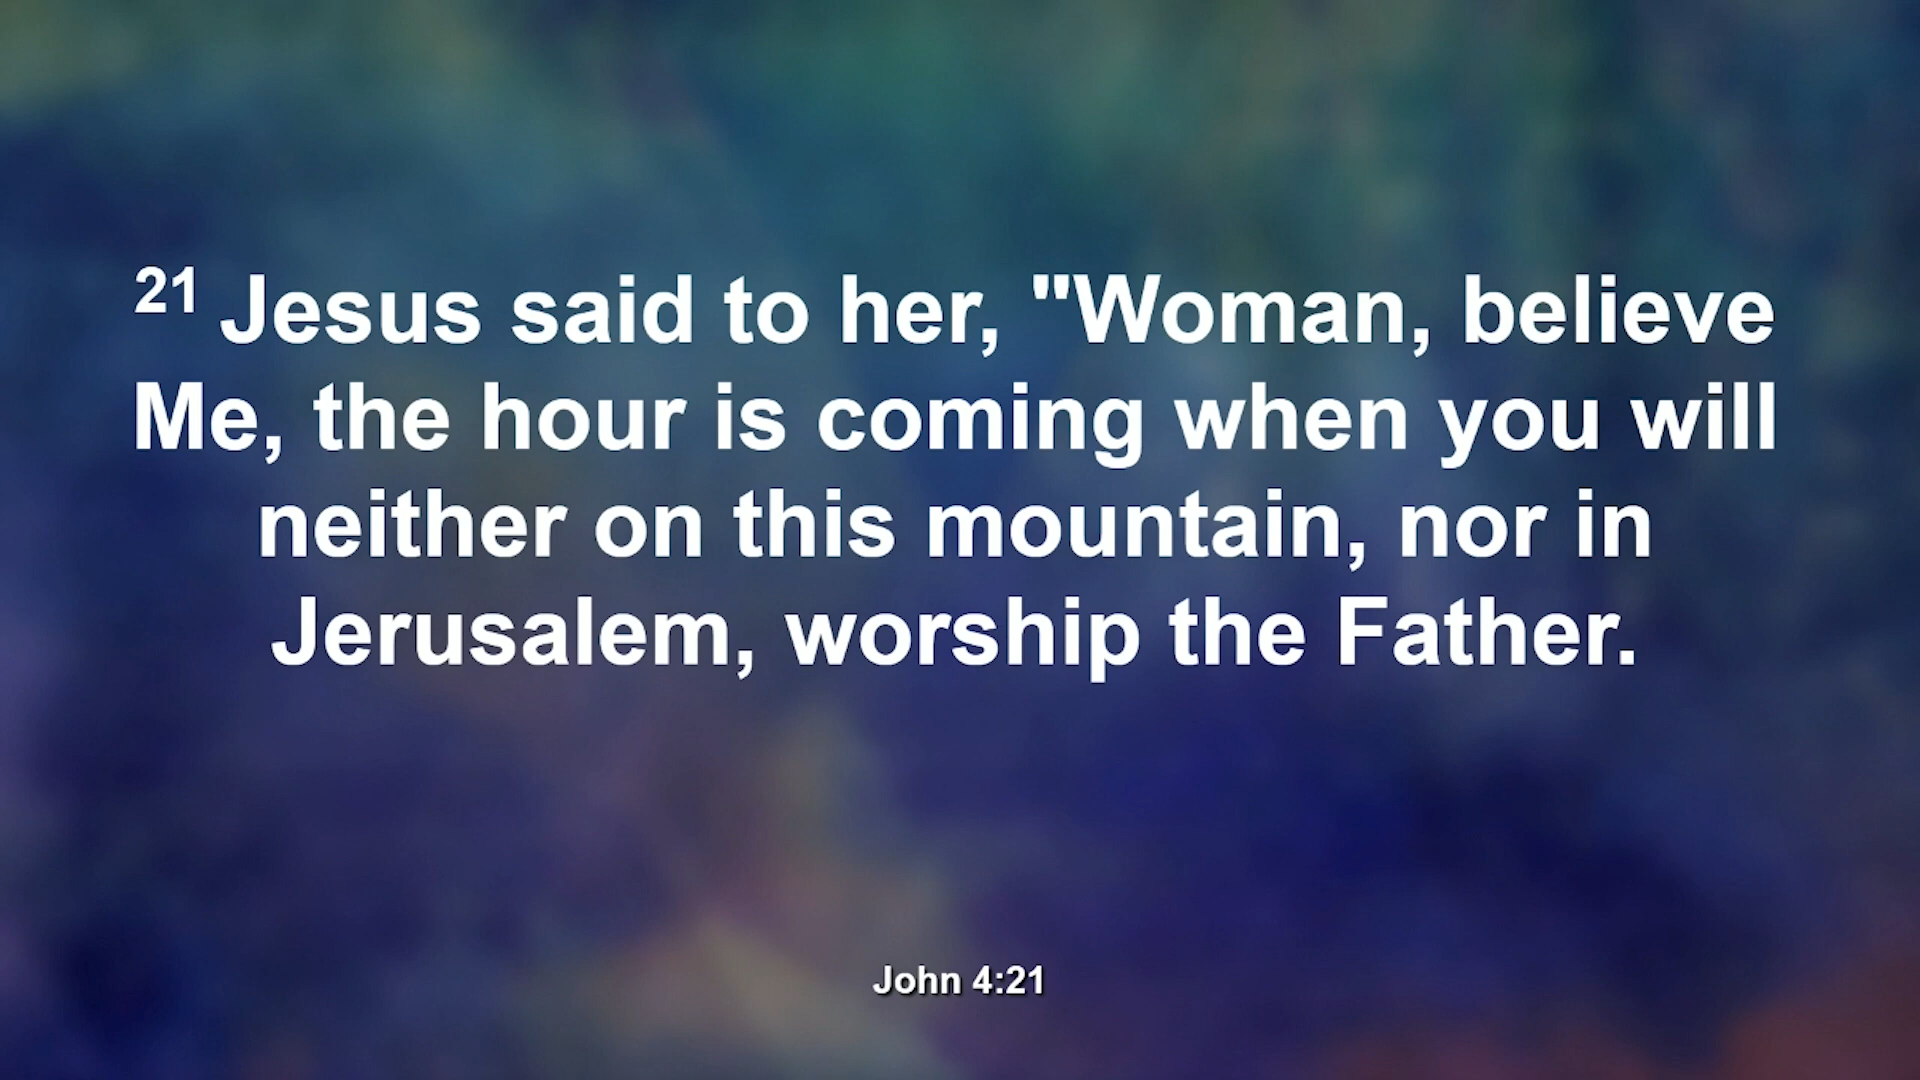 21 Jesus said to her, "Woman, believe
Me, the hour is coming when you will
neither on this mountain, nor in
Jerusalem, worship the Father.
John 4:21